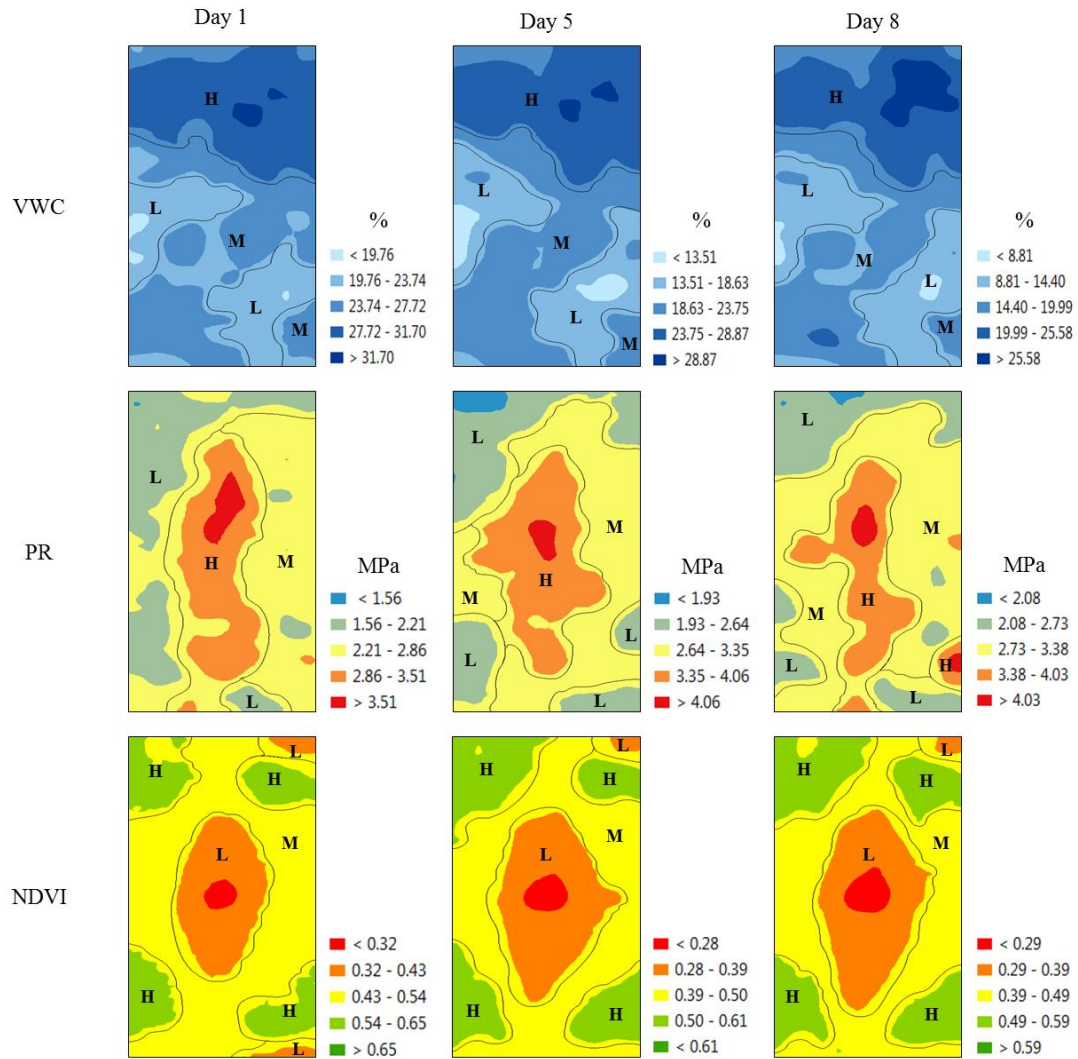 Day 1
Day 5
Day 8
VWC
H
L
M
L
M
%
< 19.76
19.76 - 23.74
23.74 - 27.72
27.72 - 31.70
> 31.70
H
L
M
L
M
%
< 13.51
13.51 - 18.63
18.63 - 23.75
23.75 - 28.87
> 28.87
H
L
M
L
M
%
< 8.81
8.81 - 14.40
14.40 - 19.99
19.99 - 25.58
> 25.58
PR
L
H
M
L
MPa
< 1.56
1.56 - 2.21
2.21 - 2.86
2.86 - 3.51
> 3.51
L
M
H
M
L
L
L
MPa
< 1.93
1.93 - 2.64
2.64 - 3.35
3.35 - 4.06
> 4.06
L
M
H
M
L
H
L
MPa
< 2.08
2.08 - 2.73
2.73 - 3.38
3.38 - 4.03
> 4.03
NDVI
L
H
H
M
L
H
H
L
< 0.32
0.32 - 0.43
0.43 - 0.54
0.54 - 0.65
> 0.65
L
H
H
M
L
H
H
< 0.28
0.28 - 0.39
0.39 - 0.50
0.50 - 0.61
< 0.61
L
H
H
M
L
H
H
< 0.29
0.29 - 0.39
0.39 - 0.49
0.49 - 0.59
> 0.59